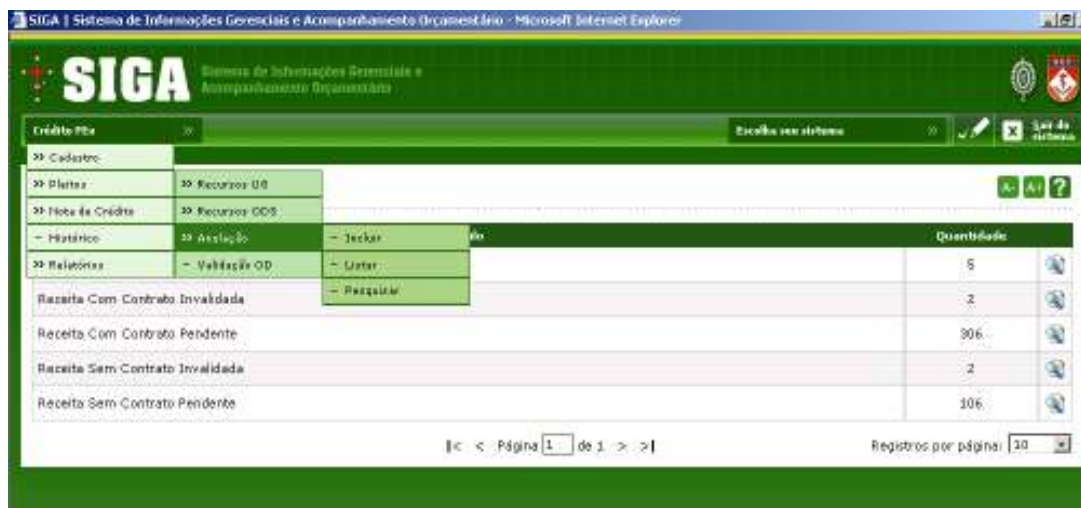 SIGA | Sistema de Informações Gerenciais e Acompanhamento Orçamentário - Microsoft Internet Explorer
SIGA Sistema de Informações Gerenciais e
Acompanhamento Orçamentário
Crédito »
Escolha seu sistema »
Sair do
sistema
» Cadastro
» Pleitos
» Recursos UG
A- A+ ?
» Nota de Crédito
» Recursos ODS
- Histórico
» Anulação
- Incluir
Quantidade
» Relatórios
- Validação OD
- Listar
5
- Pesquisar
Receita Com Contrato Invalidada 2
Receita Com Contrato Pendente 306
Receita Sem Contrato Invalidada 2
Receita Sem Contrato Pendente 106
|< < Página 1 de 1 > >| Registros por página: 10